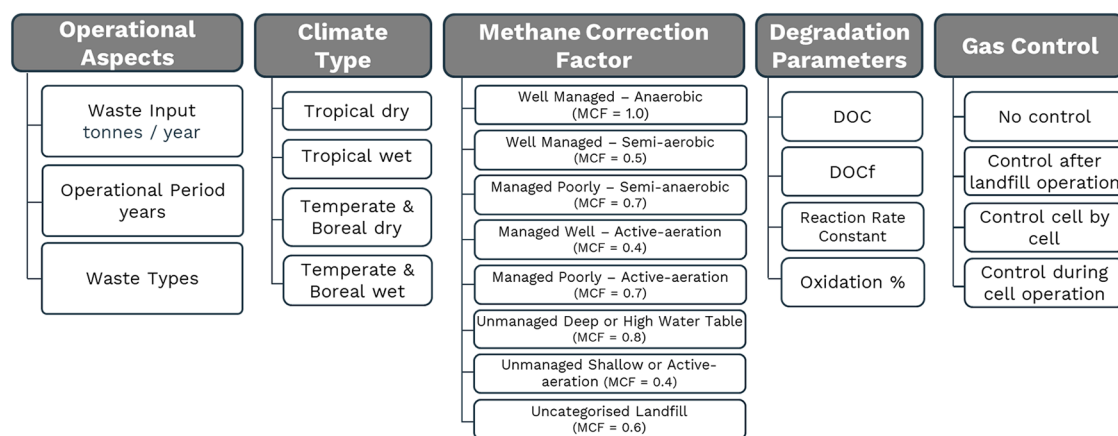 Operational
Aspects
Waste Input
tonnes / year
Operational Period
years
Waste Types
Climate
Type
Tropical dry
Tropical wet
Temperate &
Boreal dry
Temperate &
Boreal wet
Methane Correction
Factor
Well Managed – Anaerobic
(MCF = 1.0)
Well Managed – Semi-aerobic
(MCF = 0.5)
Managed Poorly – Semi-anaerobic
(MCF = 0.7)
Managed Well – Active-aeration
(MCF = 0.4)
Managed Poorly – Active-aeration
(MCF = 0.7)
Unmanaged Deep or High Water Table
(MCF = 0.8)
Unmanaged Shallow or Active-
aeration (MCF = 0.4)
Uncategorised Landfill
(MCF = 0.6)
Degradation
Parameters
DOC
DOCf
Reaction Rate
Constant
Oxidation %
Gas Control
No control
Control after
landfill operation
Control cell by
cell
Control during
cell operation